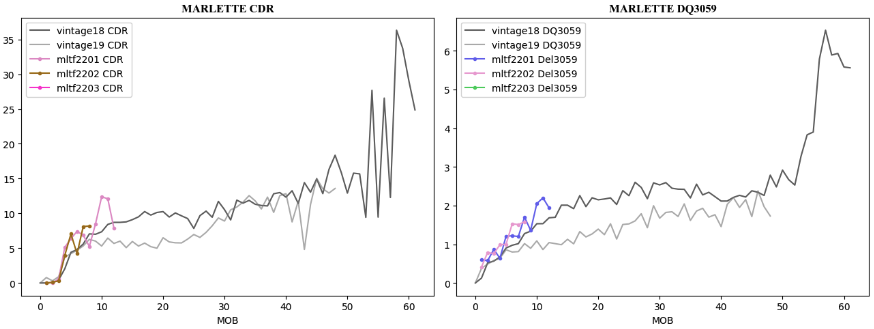 MARLETTE CDR
vintage18 CDR
vintage19 CDR
mltf2201 CDR
mltf2202 CDR
mltf2203 CDR
35
30
25
20
15
10
5
0
0 10 20 30 40 50 60
MOB
MARLETTE DQ3059
vintage18 DQ3059
vintage19 DQ3059
mltf2201 Del3059
mltf2202 Del3059
mltf2203 Del3059
6
5
4
3
2
1
0
0 10 20 30 40 50 60
MOB